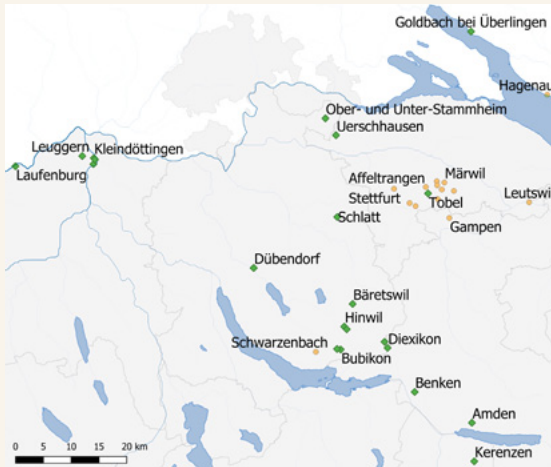 Goldbach bei Überlingen
Hagenau
Ober- und Unter-Stammheim
Uerschhausen
Leuggern
Kleindöttingen
Laufenburg
Affeltrangen
Märwil
Stettfurt
Tobel
Leutswi
Schlatt
Gampen
Dübendorf
Bäretswil
Hinwil
Schwarzenbach
Diexikon
Bubikon
Benken
Amden
0 5 10 15 20 km
Kerenzen